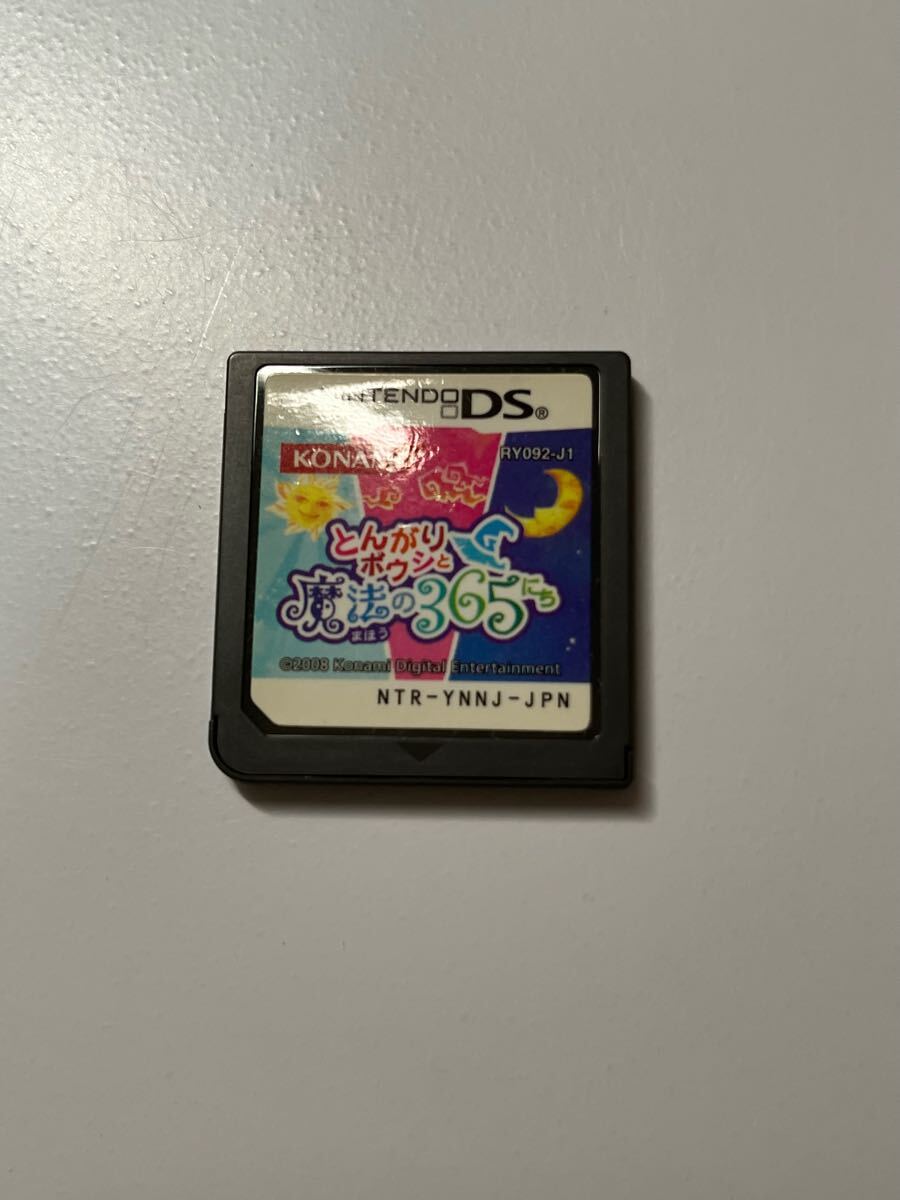 NINTENDO DS®
KONAMI
RY092-J1
とんがり
ボウシと
魔法の365にち
まほう
©2008 Konami Digital Entertainment
NTR-YNNJ-JPN